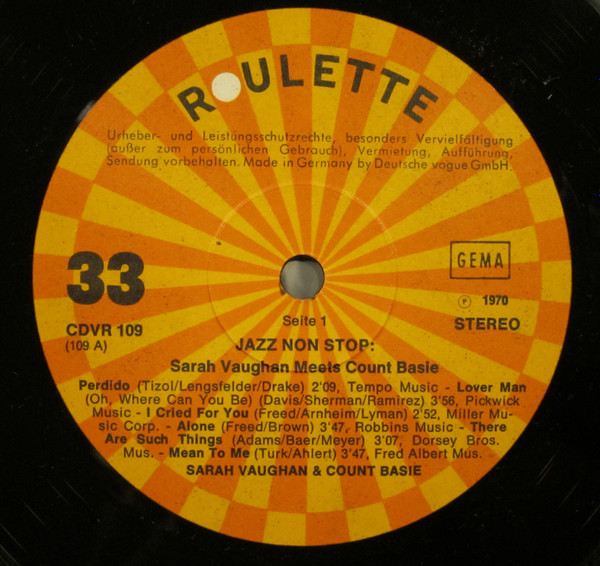 ROULETTE
Urheber- und Leistungsschutzrechte, besonders Vervielfältigung
(außer zum persönlichen Gebrauch), Vermietung, Aufführung,
Sendung vorbehalten. Made in Germany by Deutsche vogue GmbH.
33
GEMA
℗ 1970
Seite 1
CDVR 109
STEREO
(109 A)
JAZZ NON STOP:
Sarah Vaughan Meets Count Basie
Perdido (Tizol/Lengsfelder/Drake) 2'09, Tempo Music - Lover Man
(Oh, Where Can You Be) (Davis/Sherman/Ramirez) 3'56, Pickwick
Music - I Cried For You (Freed/Arnheim/Lyman) 2'52, Miller Mu-
sic Corp. - Alone (Freed/Brown) 3'47, Robbins Music - There
Are Such Things (Adams/Baer/Meyer) 3'07, Dorsey Bros.
Mus. - Mean To Me (Turk/Ahlert) 3'47, Fred Albert Mus.
SARAH VAUGHAN & COUNT BASIE